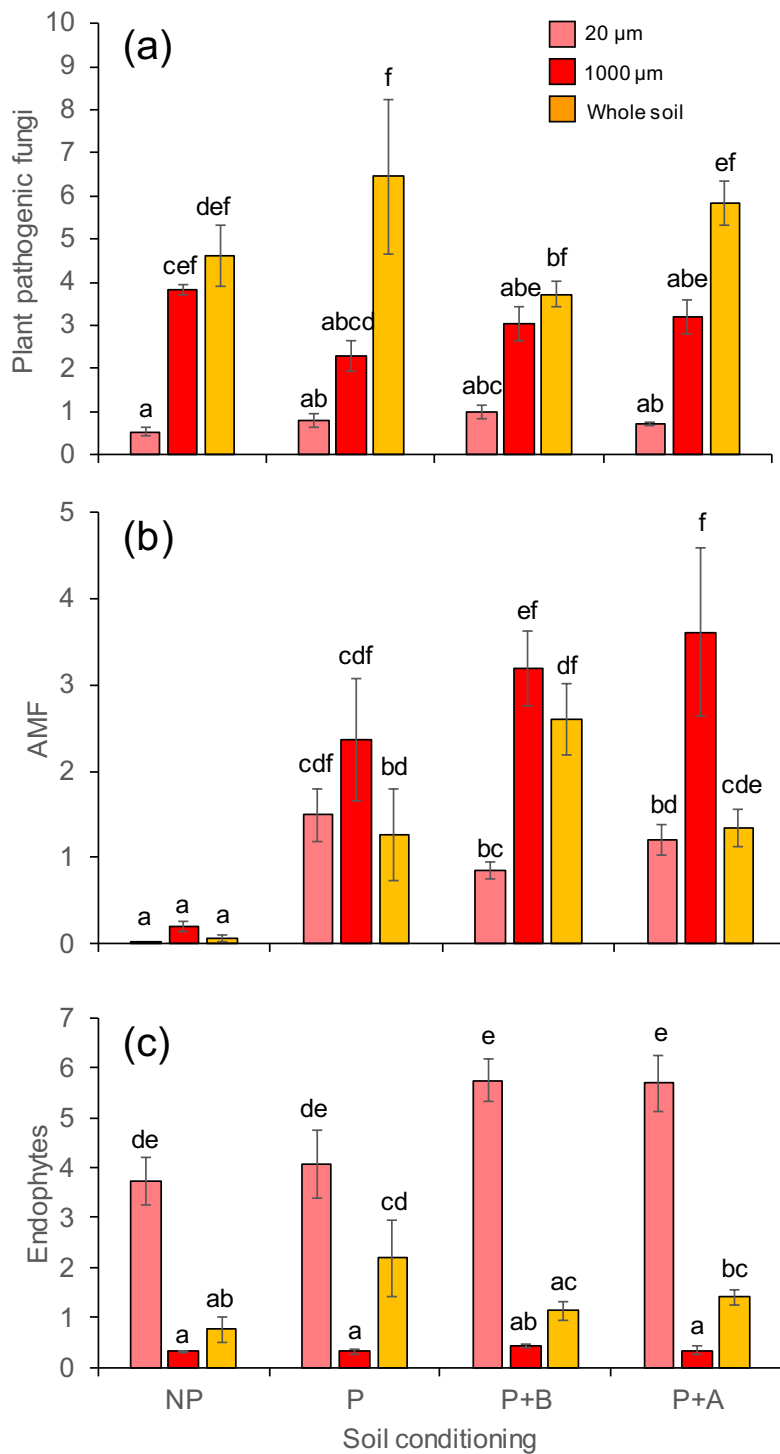 (a)
20 µm
1000 µm
Whole soil
Plant pathogenic fungi
10
9
8
7
6
5
4
3
2
1
0
a
cef
def
ab
abcd
f
abc
abe
bf
ab
abe
ef
(b)
AMF
5
4
3
2
1
0
a
a
a
cdf
cdf
bd
bc
ef
df
bd
f
cde
(c)
Endophytes
7
6
5
4
3
2
1
0
de
a
ab
de
a
cd
e
ab
ac
e
a
bc
NP
P
P+B
P+A
Soil conditioning